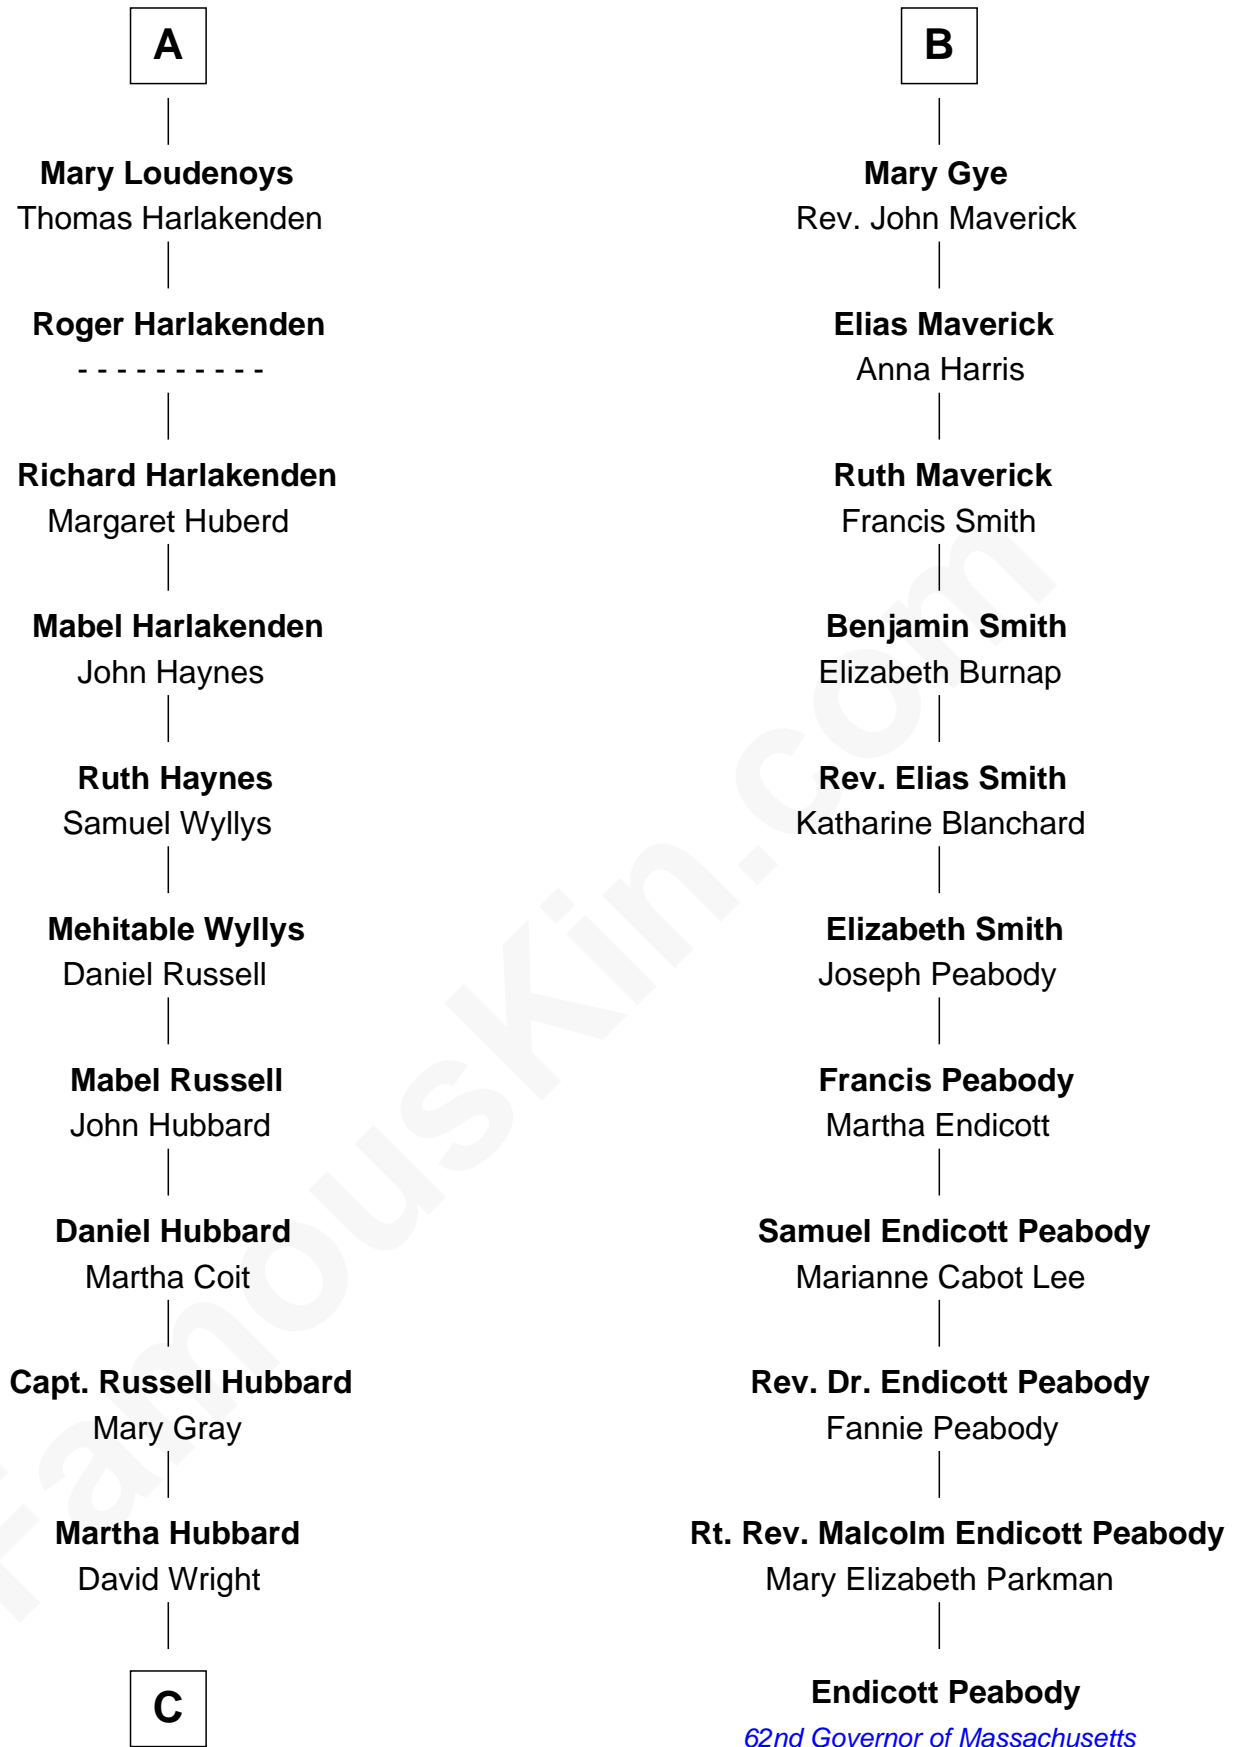 A
Mary Loudenoys
Thomas Harlakenden
Roger Harlakenden
- - - - - - - - - -
Richard Harlakenden
Margaret Huberd
Mabel Harlakenden
John Haynes
Ruth Haynes
Samuel Wyllys
Mehitable Wyllys
Daniel Russell
Mabel Russell
John Hubbard
Daniel Hubbard
Martha Coit
Capt. Russell Hubbard
Mary Gray
Martha Hubbard
David Wright
C
B
Mary Gye
Rev. John Maverick
Elias Maverick
Anna Harris
Ruth Maverick
Francis Smith
Benjamin Smith
Elizabeth Burnap
Rev. Elias Smith
Katharine Blanchard
Elizabeth Smith
Joseph Peabody
Francis Peabody
Martha Endicott
Samuel Endicott Peabody
Marianne Cabot Lee
Rev. Dr. Endicott Peabody
Fannie Peabody
Rt. Rev. Malcolm Endicott Peabody
Mary Elizabeth Parkman
Endicott Peabody
62nd Governor of Massachusetts
FamousKin.com